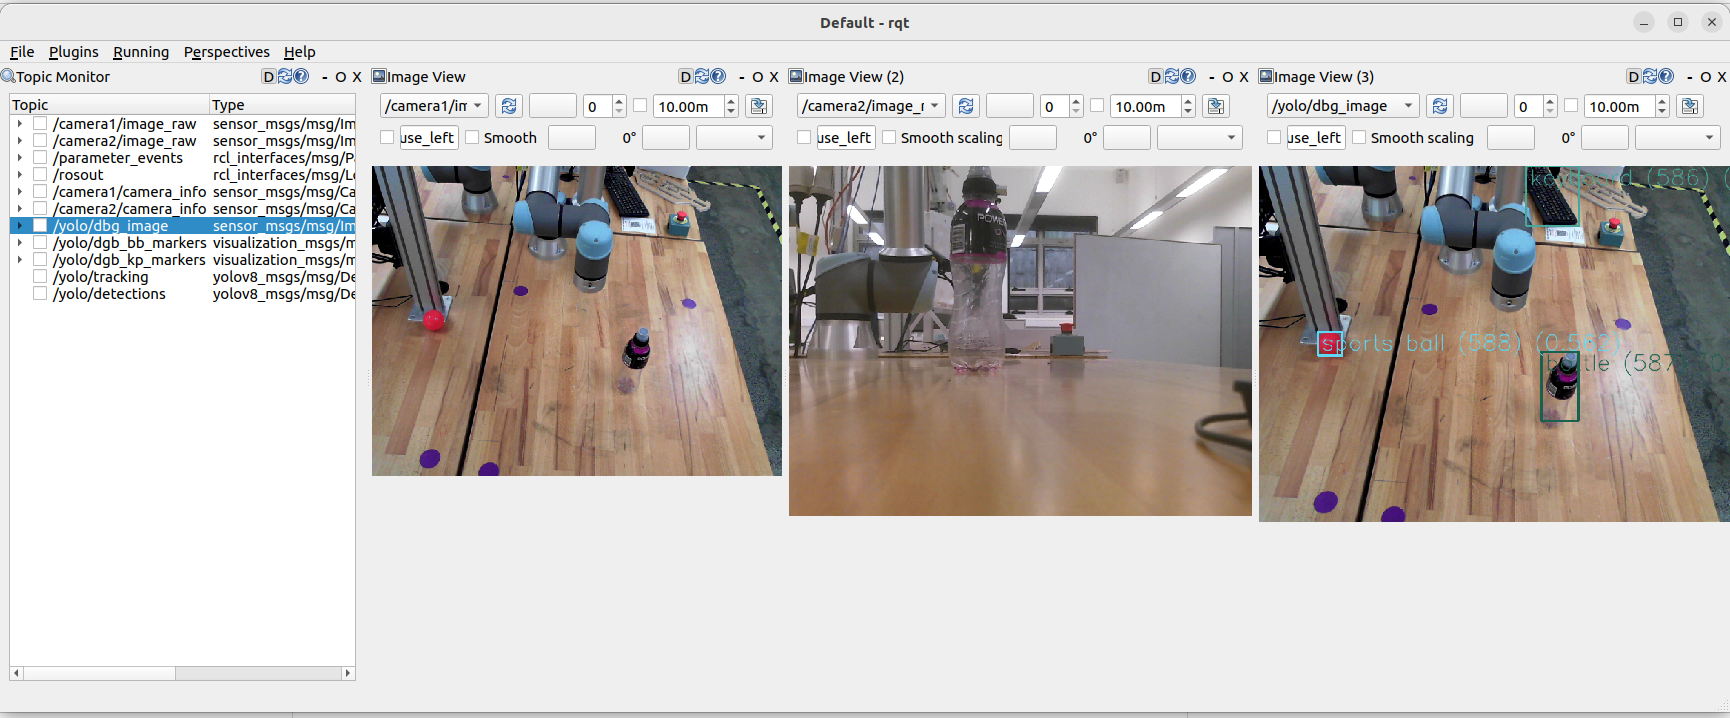 Default - rqt
File Plugins Running Perspectives Help
Topic Monitor D - O X
Topic Type
/camera1/image_raw sensor_msgs/msg/Im
/camera2/image_raw sensor_msgs/msg/Im
/parameter_events rcl_interfaces/msg/Pa
/rosout rcl_interfaces/msg/Lo
/camera1/camera_info sensor_msgs/msg/Ca
/camera2/camera_info sensor_msgs/msg/Ca
/yolo/dbg_image sensor_msgs/msg/Im
/yolo/dgb_bb_markers visualization_msgs/m
/yolo/dgb_kp_markers visualization_msgs/m
/yolo/tracking yolov8_msgs/msg/De
/yolo/detections yolov8_msgs/msg/De
Image View D - O X
/camera1/im 0 10.00m
use_left Smooth 0°
Image View (2) D - O X
/camera2/image_r 0 10.00m
use_left Smooth scaling 0°
POWER
Image View (3) D - O X
/yolo/dbg_image 0 10.00m
use_left Smooth scaling 0°
keyboard (586) (
sports ball (588) (0.562)
bottle (587) (0